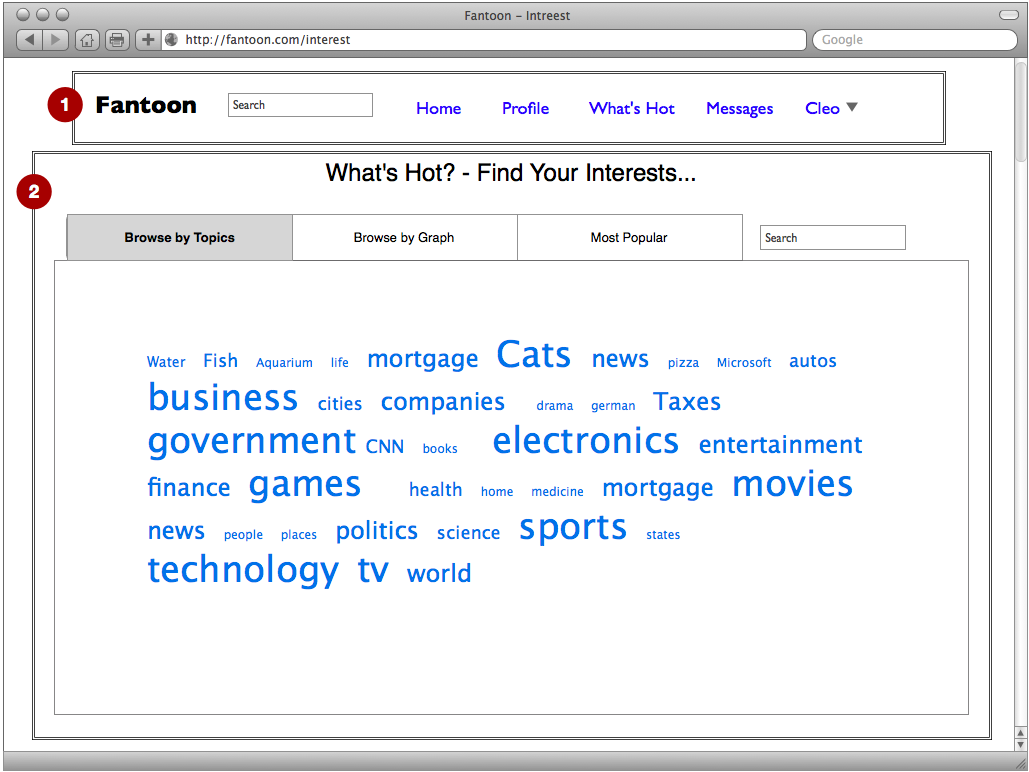 Fantoon – Intreest
http://fantoon.com/interest
Google
1
Fantoon
Search
Home
Profile
What's Hot
Messages
Cleo
2
What's Hot? - Find Your Interests...
Browse by Topics
Browse by Graph
Most Popular
Search
Water Fish Aquarium life mortgage Cats news pizza Microsoft autos
business cities companies drama german Taxes
government CNN books electronics entertainment
finance games health home medicine mortgage movies
news people places politics science sports states
technology tv world